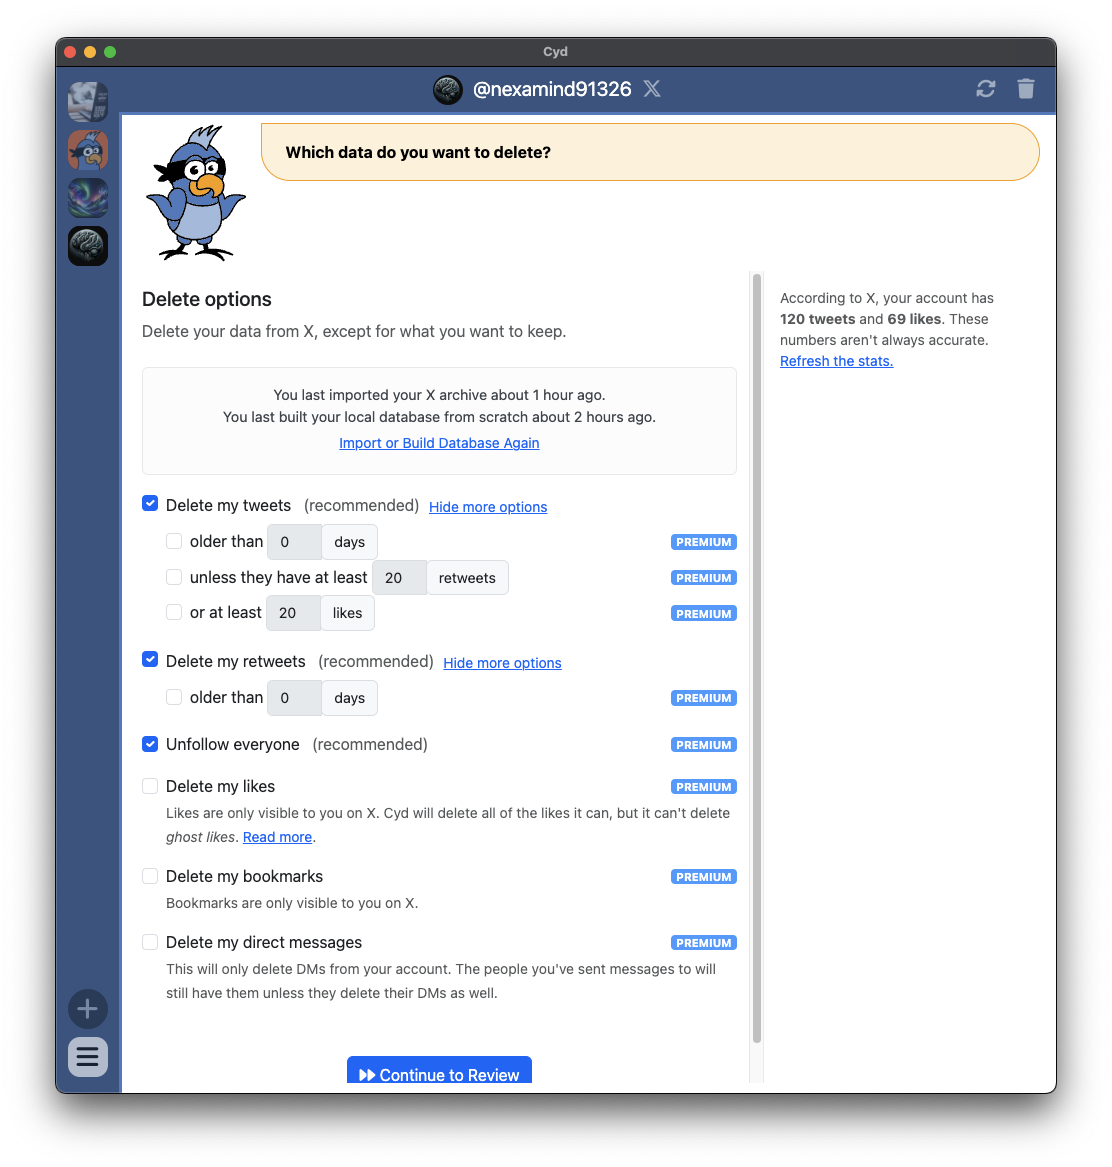 Cyd
@nexamind91326
Which data do you want to delete?
Delete options
Delete your data from X, except for what you want to keep.
You last imported your X archive about 1 hour ago.
You last built your local database from scratch about 2 hours ago.
Import or Build Database Again
Delete my tweets (recommended) Hide more options
older than 0 days PREMIUM
unless they have at least 20 retweets PREMIUM
or at least 20 likes PREMIUM
Delete my retweets (recommended) Hide more options
older than 0 days PREMIUM
Unfollow everyone (recommended) PREMIUM
Delete my likes PREMIUM
Likes are only visible to you on X. Cyd will delete all of the likes it can, but it can't delete
ghost likes. Read more.
Delete my bookmarks PREMIUM
Bookmarks are only visible to you on X.
Delete my direct messages PREMIUM
This will only delete DMs from your account. The people you've sent messages to will
still have them unless they delete their DMs as well.
Continue to Review
According to X, your account has
120 tweets and 69 likes. These
numbers aren't always accurate.
Refresh the stats.